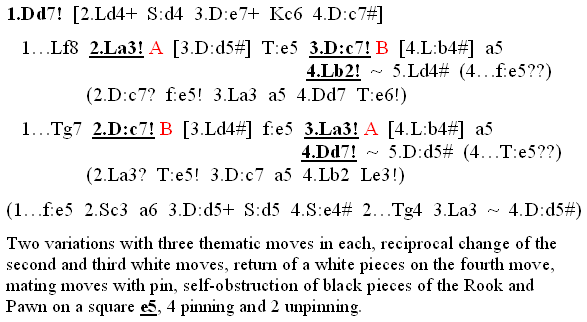 1.Dd7! [2.Ld4+ S:d4 3.D:e7+ Kc6 4.D:c7#]
1…Lf8 2.La3! A [3.D:d5#] T:e5 3.D:c7! B [4.L:b4#] a5
4.Lb2! ~ 5.Ld4# (4…f:e5??)
(2.D:c7? f:e5! 3.La3 a5 4.Dd7 T:e6!)
1…Tg7 2.D:c7! B [3.Ld4#] f:e5 3.La3! A [4.L:b4#] a5
4.Dd7! ~ 5.D:d5# (4…T:e5??)
(2.La3? T:e5! 3.D:c7 a5 4.Lb2 Le3!)
(1…f:e5 2.Sc3 a6 3.D:d5+ S:d5 4.S:e4# 2…Tg4 3.La3 ~ 4.D:d5#)
Two variations with three thematic moves in each, reciprocal change of the
second and third white moves, return of a white pieces on the fourth move,
mating moves with pin, self-obstruction of black pieces of the Rook and
Pawn on a square e5, 4 pinning and 2 unpinning.